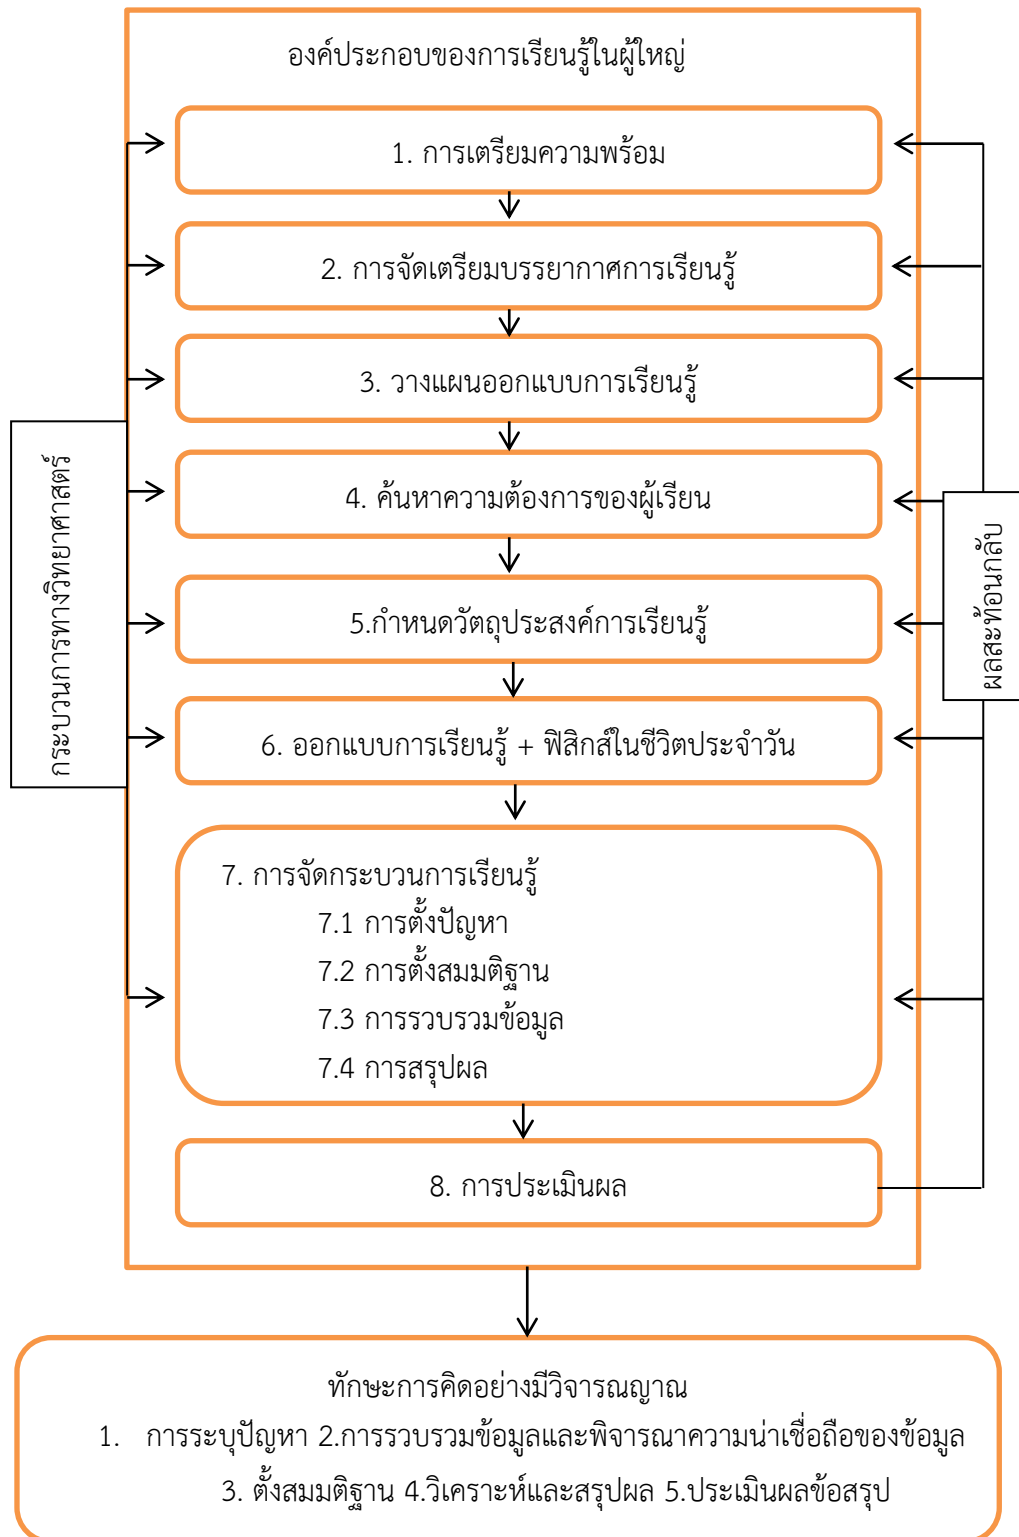 องค์ประกอบของการเรียนรู้ในผู้ใหญ่
1. การเตรียมความพร้อม
2. การจัดเตรียมบรรยากาศการเรียนรู้
3. วางแผนออกแบบการเรียนรู้
4. ค้นหาความต้องการของผู้เรียน
5.กำหนดวัตถุประสงค์การเรียนรู้
6. ออกแบบการเรียนรู้ + ฟิสิกส์ในชีวิตประจำวัน
7. การจัดกระบวนการเรียนรู้
7.1 การตั้งปัญหา
7.2 การตั้งสมมติฐาน
7.3 การรวบรวมข้อมูล
7.4 การสรุปผล
8. การประเมินผล
กระบวนการทางวิทยาศาสตร์
ผลสะท้อนกลับ
ทักษะการคิดอย่างมีวิจารณญาณ
1. การระบุปัญหา 2.การรวบรวมข้อมูลและพิจารณาความน่าเชื่อถือของข้อมูล
3. ตั้งสมมติฐาน 4.วิเคราะห์และสรุปผล 5.ประเมินผลข้อสรุป